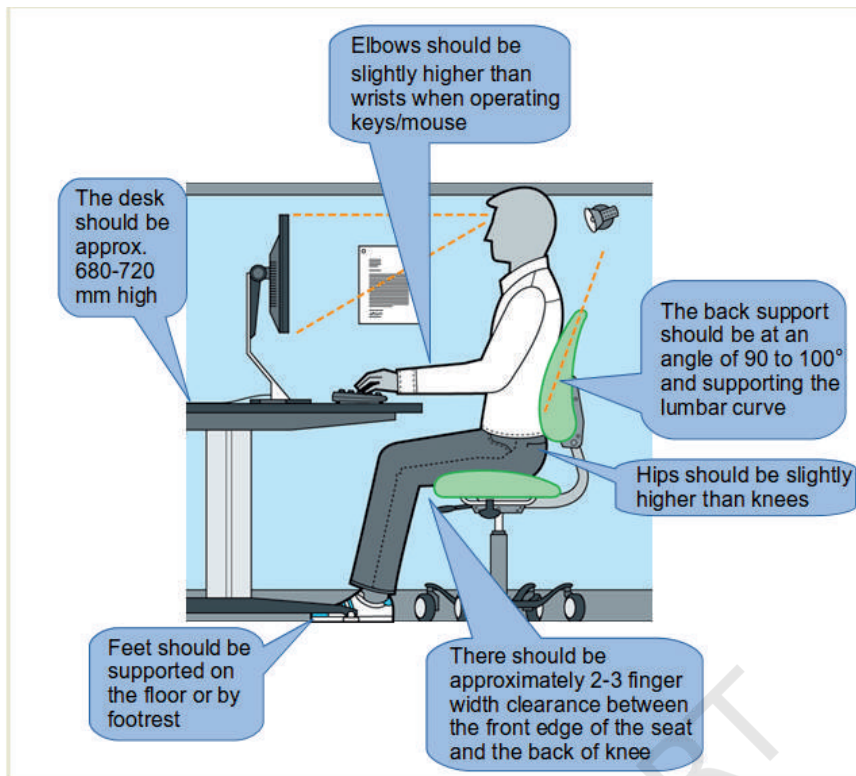 Elbows should be
slightly higher than
wrists when operating
keys/mouse
The desk
should be
approx.
680-720
mm high
The back support
should be at an
angle of 90 to 100°
and supporting the
lumbar curve
Hips should be slightly
higher than knees
Feet should be
supported on
the floor or by
footrest
There should be
approximately 2-3 finger
width clearance between
the front edge of the seat
and the back of knee